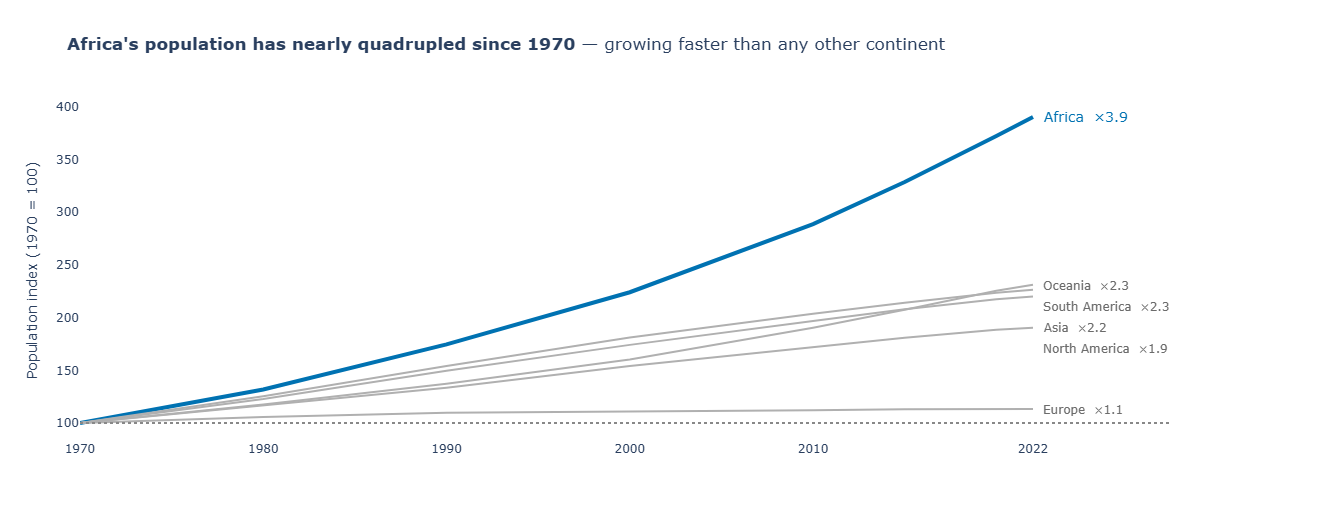 Africa's population has nearly quadrupled since 1970 — growing faster than any other continent
Population index (1970 = 100)
400
350
300
250
200
150
100
1970 1980 1990 2000 2010 2022
Africa ×3.9
Oceania ×2.3
South America ×2.3
Asia ×2.2
North America ×1.9
Europe ×1.1